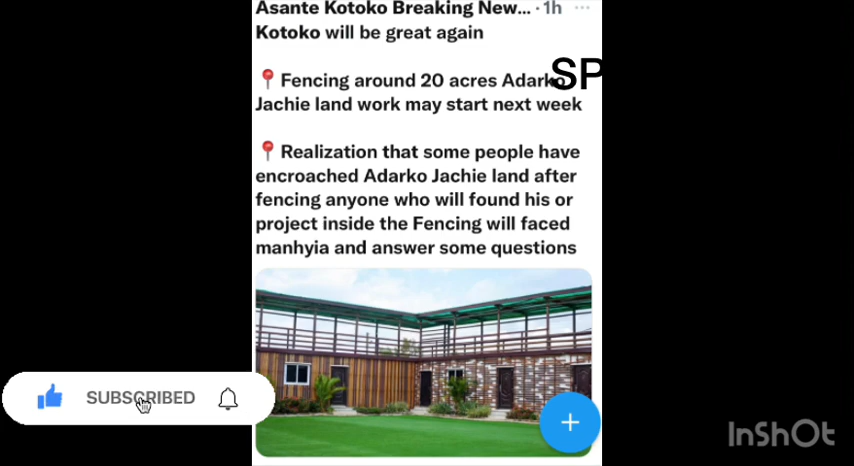 Asante Kotoko Breaking New... · 1h ...
Kotoko will be great again
📍Fencing around 20 acres Adarko
Jachie land work may start next week
📍Realization that some people have
encroached Adarko Jachie land after
fencing anyone who will found his or
project inside the Fencing will faced
manhyia and answer some questions
SP
SUBSCRIBED
InShOt